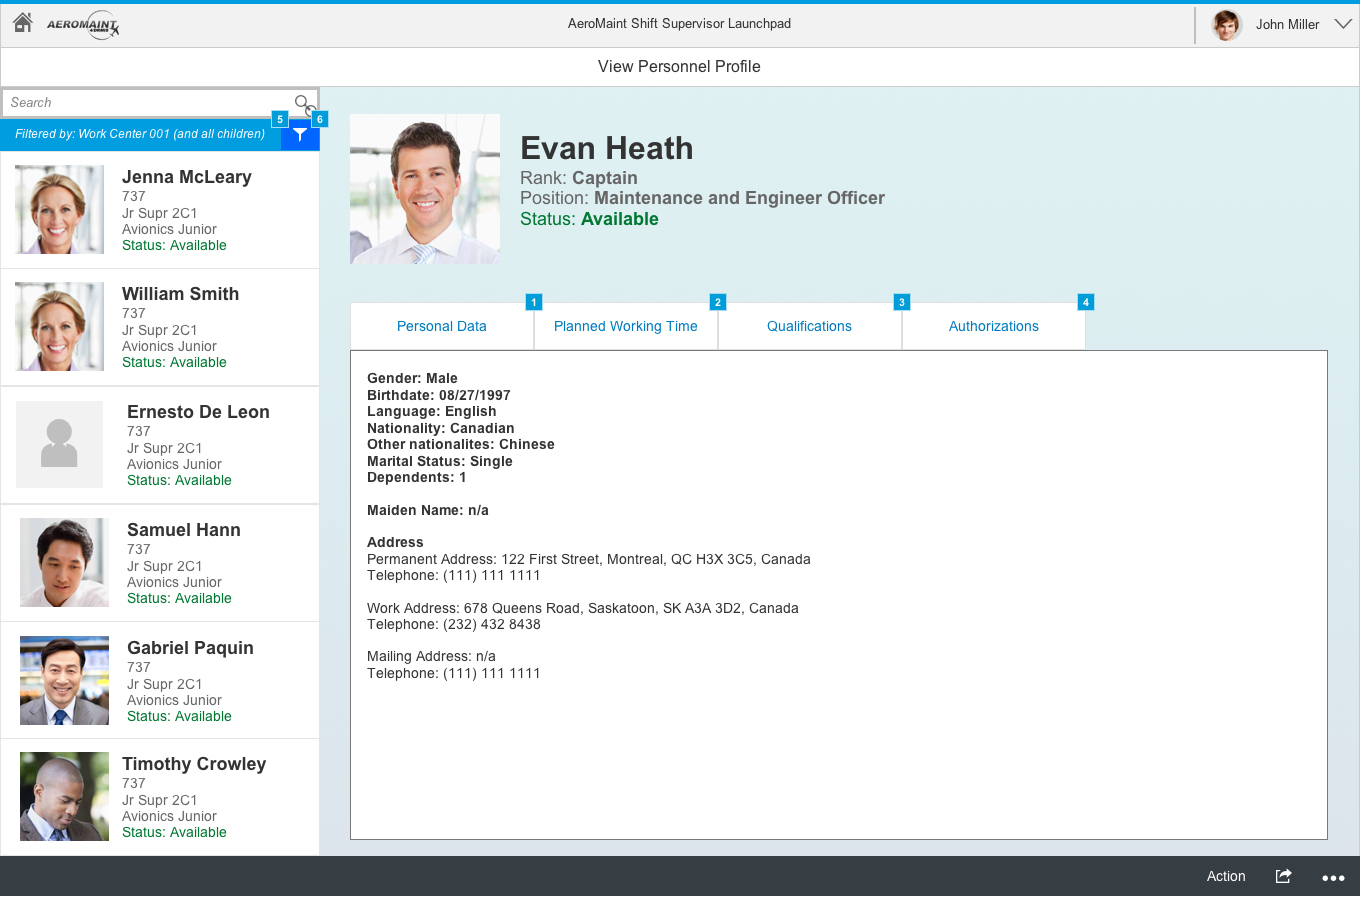 AEROMAINT
AeroMaint Shift Supervisor Launchpad
John Miller
View Personnel Profile
Search
5
6
Filtered by: Work Center 001 (and all children)
Jenna McLeary
737
Jr Supr 2C1
Avionics Junior
Status: Available
William Smith
737
Jr Supr 2C1
Avionics Junior
Status: Available
Ernesto De Leon
737
Jr Supr 2C1
Avionics Junior
Status: Available
Samuel Hann
737
Jr Supr 2C1
Avionics Junior
Status: Available
Gabriel Paquin
737
Jr Supr 2C1
Avionics Junior
Status: Available
Timothy Crowley
737
Jr Supr 2C1
Avionics Junior
Status: Available
Evan Heath
Rank: Captain
Position: Maintenance and Engineer Officer
Status: Available
1
2
3
4
Personal Data
Planned Working Time
Qualifications
Authorizations
Gender: Male
Birthdate: 08/27/1997
Language: English
Nationality: Canadian
Other nationalites: Chinese
Marital Status: Single
Dependents: 1
Maiden Name: n/a
Address
Permanent Address: 122 First Street, Montreal, QC H3X 3C5, Canada
Telephone: (111) 111 1111
Work Address: 678 Queens Road, Saskatoon, SK A3A 3D2, Canada
Telephone: (232) 432 8438
Mailing Address: n/a
Telephone: (111) 111 1111
Action